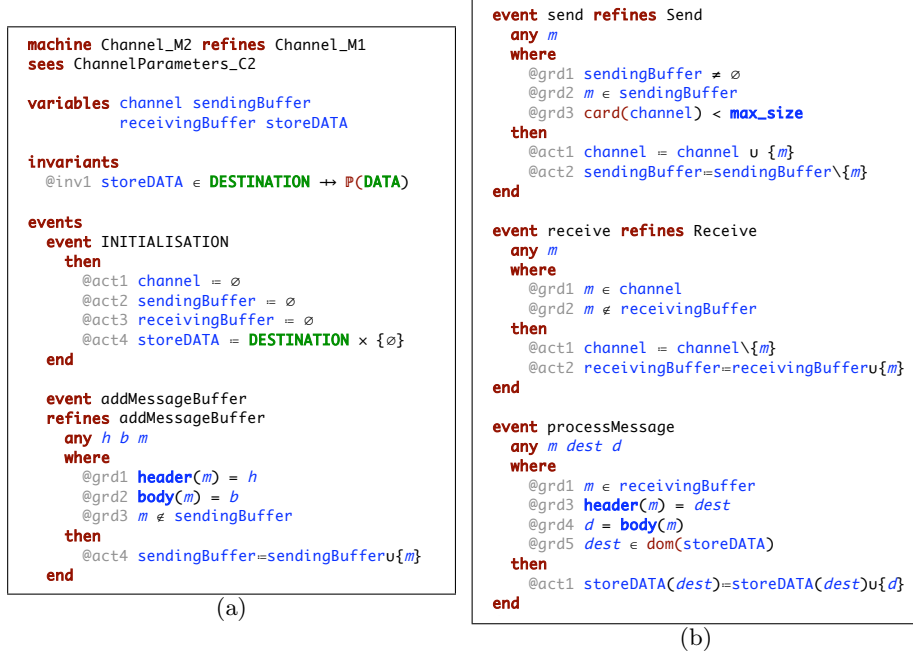 machine Channel_M2 refines Channel_M1
sees ChannelParameters_C2
variables channel sendingBuffer
receivingBuffer storeDATA
invariants
@inv1 storeDATA ∈ DESTINATION ⇸ ℙ(DATA)
events
event INITIALISATION
then
@act1 channel ≔ ∅
@act2 sendingBuffer ≔ ∅
@act3 receivingBuffer ≔ ∅
@act4 storeDATA ≔ DESTINATION × {∅}
end
event addMessageBuffer
refines addMessageBuffer
any h b m
where
@grd1 header(m) = h
@grd2 body(m) = b
@grd3 m ∉ sendingBuffer
then
@act4 sendingBuffer≔sendingBuffer∪{m}
end
(a)
event send refines Send
any m
where
@grd1 sendingBuffer ≠ ∅
@grd2 m ∈ sendingBuffer
@grd3 card(channel) < max_size
then
@act1 channel ≔ channel ∪ {m}
@act2 sendingBuffer≔sendingBuffer\{m}
end
event receive refines Receive
any m
where
@grd1 m ∈ channel
@grd2 m ∉ receivingBuffer
then
@act1 channel ≔ channel\{m}
@act2 receivingBuffer≔receivingBuffer∪{m}
end
event processMessage
any m dest d
where
@grd1 m ∈ receivingBuffer
@grd3 header(m) = dest
@grd4 d = body(m)
@grd5 dest ∈ dom(storeDATA)
then
@act1 storeDATA(dest)≔storeDATA(dest)∪{d}
end
(b)